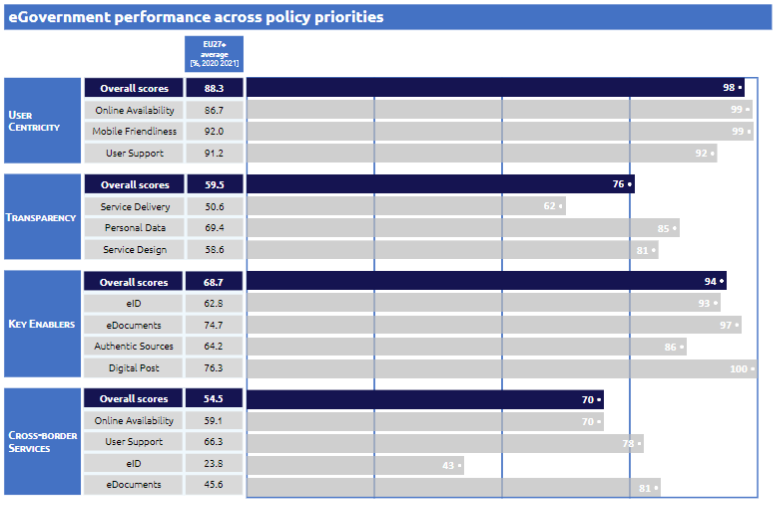 eGovernment performance across policy priorities
EU27+
average
[%, 2020 2021]
USER
CENTRICITY
Overall scores 88.3 98
Online Availability 86.7 99
Mobile Friendliness 92.0 99
User Support 91.2 92
TRANSPARENCY
Overall scores 59.5 76
Service Delivery 50.6 62
Personal Data 69.4 85
Service Design 58.6 81
KEY ENABLERS
Overall scores 68.7 94
eID 62.8 93
eDocuments 74.7 97
Authentic Sources 64.2 86
Digital Post 76.3 100
CROSS-BORDER
SERVICES
Overall scores 54.5 70
Online Availability 59.1 70
User Support 66.3 78
eID 23.8 43
eDocuments 45.6 81